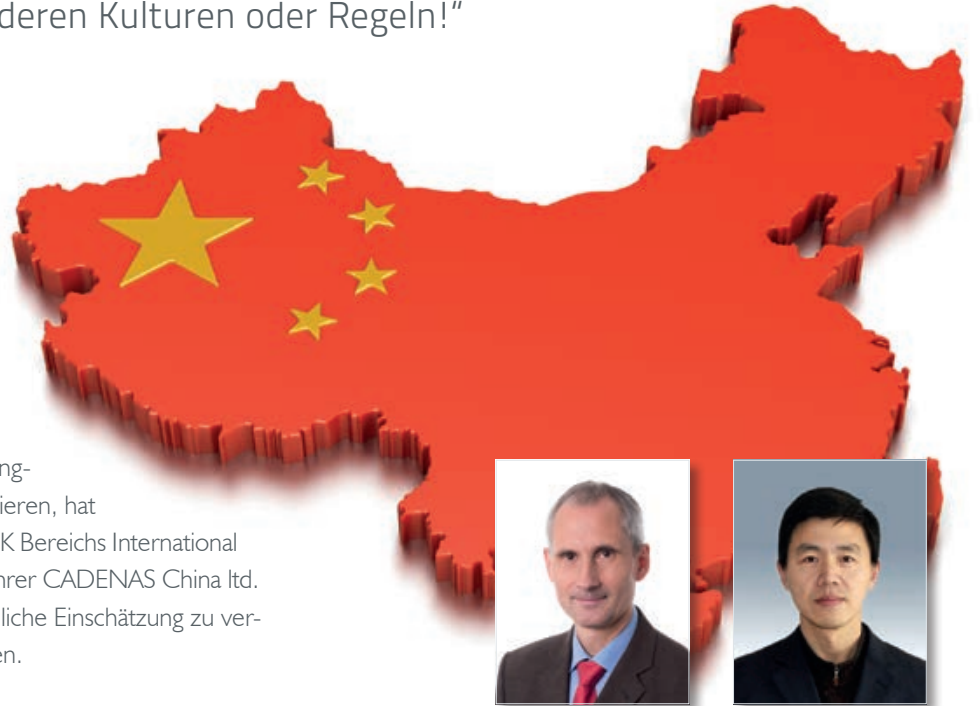 deren Kulturen oder Regeln!“
ng-
ieren, hat
K Bereichs International
hrer CADENAS China ltd.
liche Einschätzung zu ver-
en.